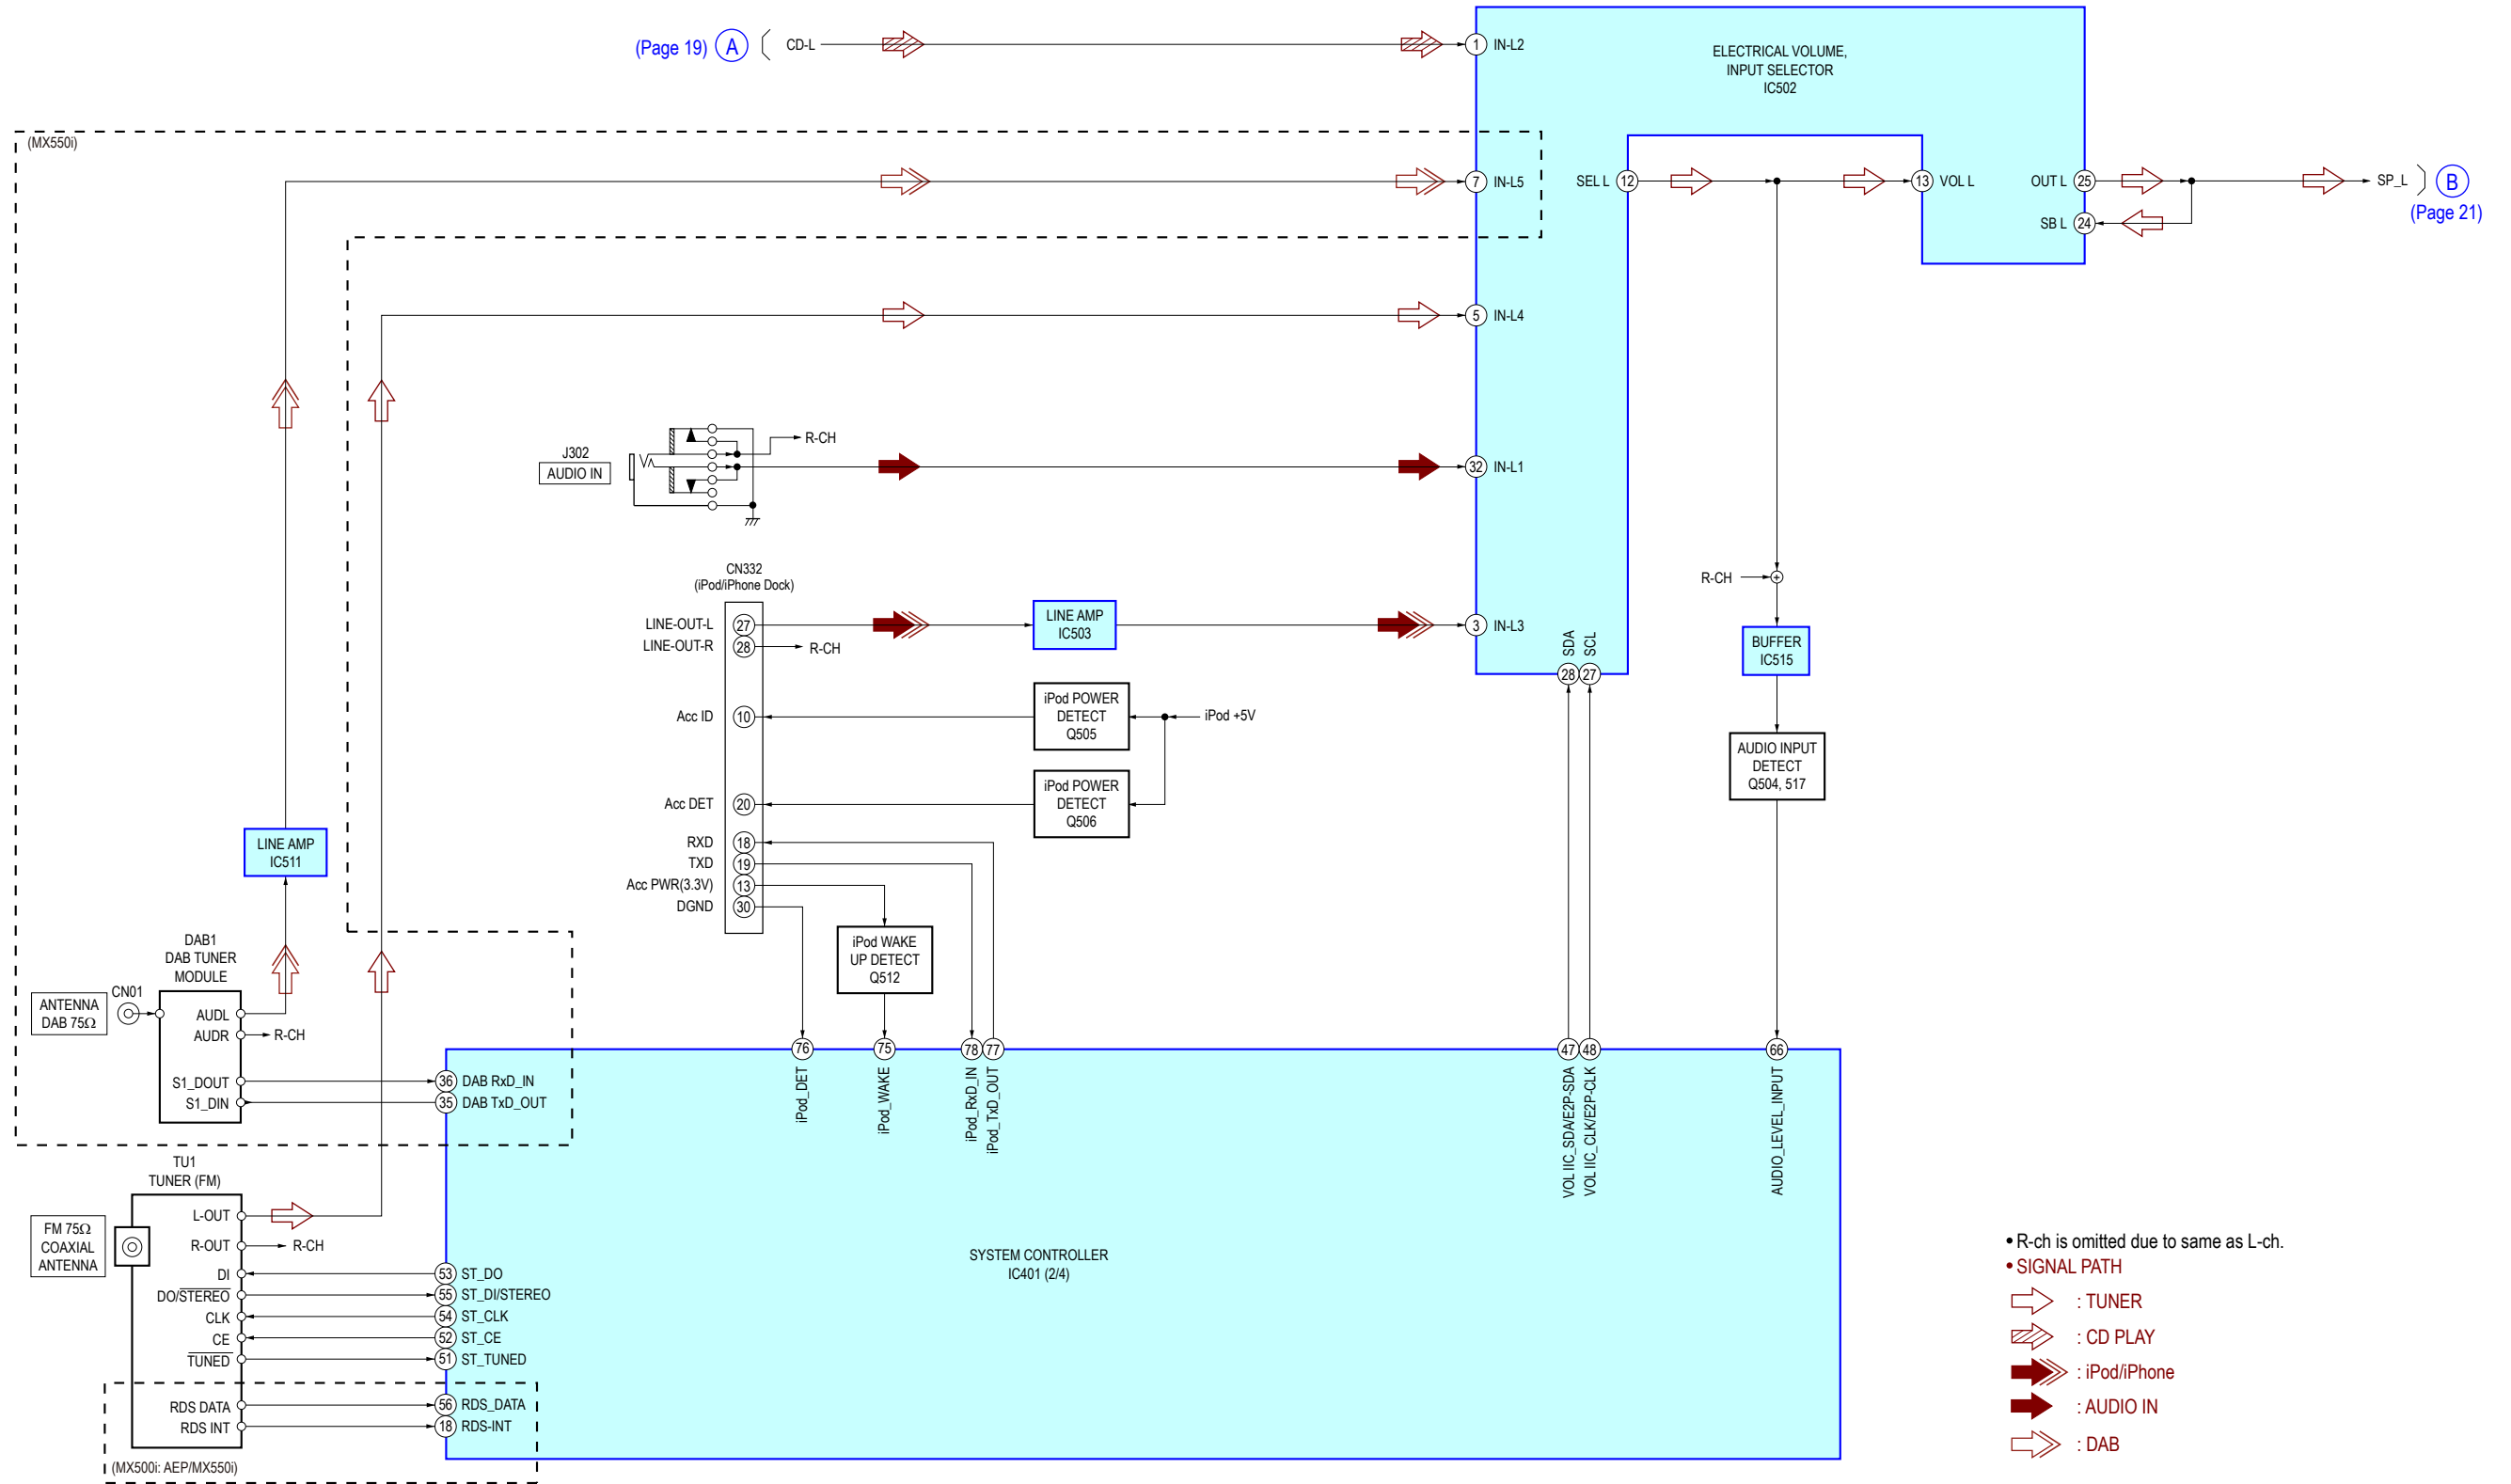 (Page 19) A CD-L
1 IN-L2
ELECTRICAL VOLUME,
INPUT SELECTOR
IC502
(MX550i)
7 IN-L5
SEL L 12
13 VOL L
OUT L 25
SP_L B
(Page 21)
SB L 24
5 IN-L4
J302
AUDIO IN
R-CH
32 IN-L1
CN332
(iPod/iPhone Dock)
LINE-OUT-L 27
LINE-OUT-R 28
R-CH
LINE AMP
IC503
3 IN-L3
SDA
SCL
28 27
R-CH
BUFFER
IC515
AUDIO INPUT
DETECT
Q504, 517
Acc ID 10
iPod POWER
DETECT
Q505
iPod +5V
Acc DET 20
iPod POWER
DETECT
Q506
RXD 18
TXD 19
Acc PWR(3.3V) 13
DGND 30
iPod WAKE
UP DETECT
Q512
LINE AMP
IC511
DAB1
DAB TUNER
MODULE
ANTENNA
DAB 75Ω
CN01
AUDL
AUDR
R-CH
S1_DOUT
S1_DIN
36 DAB RxD_IN
35 DAB TxD_OUT
76 iPod_DET
75 iPod_WAKE
78 iPod_RxD_IN
77 iPod_TxD_OUT
47 VOL IIC_SDA/E2P-SDA
48 VOL IIC_CLK/E2P-CLK
66 AUDIO_LEVEL_INPUT
SYSTEM CONTROLLER
IC401 (2/4)
TU1
TUNER (FM)
FM 75Ω
COAXIAL
ANTENNA
L-OUT
R-OUT
R-CH
DI
53 ST_DO
DO/STEREO
55 ST_DI/STEREO
CLK
54 ST_CLK
CE
52 ST_CE
TUNED
51 ST_TUNED
RDS DATA
56 RDS_DATA
RDS INT
18 RDS-INT
(MX500i: AEP/MX550i)
• R-ch is omitted due to same as L-ch.
• SIGNAL PATH
: TUNER
: CD PLAY
: iPod/iPhone
: AUDIO IN
: DAB